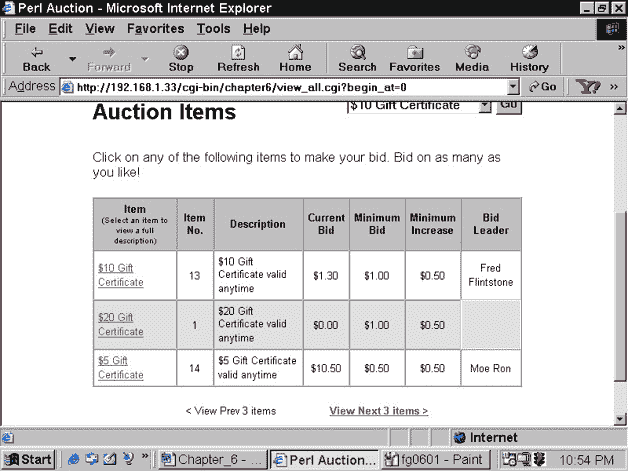 Perl Auction - Microsoft Internet Explorer
File Edit View Favorites Tools Help
Back Forward Stop Refresh Home Search Favorites Media History »
Address http://192.168.1.33/cgi-bin/chapter6/view_all.cgi?begin_at=0 Go Y! »
Auction Items $10 Gift Certificate Go
Click on any of the following items to make your bid. Bid on as many as
you like!
Item
(Select an item to
view a full
description)
Item
No.
Description
Current
Bid
Minimum
Bid
Minimum
Increase
Bid
Leader
$10 Gift
Certificate
13
$10 Gift
Certificate valid
anytime
$1.30
$1.00
$0.50
Fred
Flintstone
$20 Gift
Certificate
1
$20 Gift
Certificate valid
anytime
$0.00
$1.00
$0.50
$5 Gift
Certificate
14
$5 Gift Certificate
valid anytime
$10.50
$0.50
$0.50
Moe Ron
< View Prev 3 items View Next 3 items >
Internet
Start » Chapter_6 - ... Perl Auction... fg0601 - Paint 10:54 PM